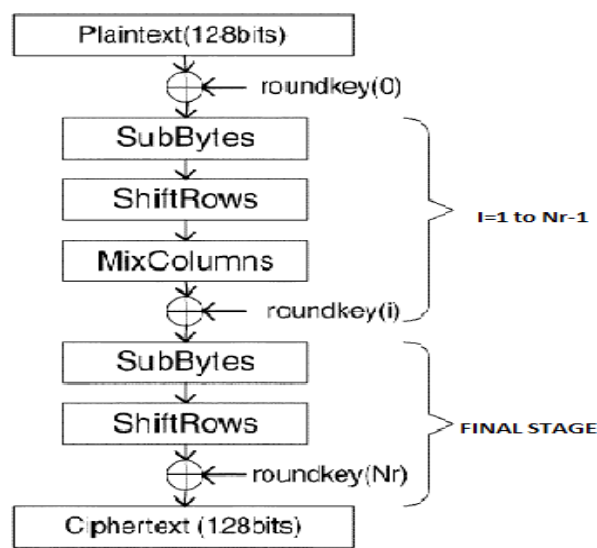 Plaintext(128bits)
roundkey(0)
SubBytes
ShiftRows
I=1 to Nr-1
MixColumns
roundkey(i)
SubBytes
ShiftRows
FINAL STAGE
roundkey(Nr)
Ciphertext (128bits)